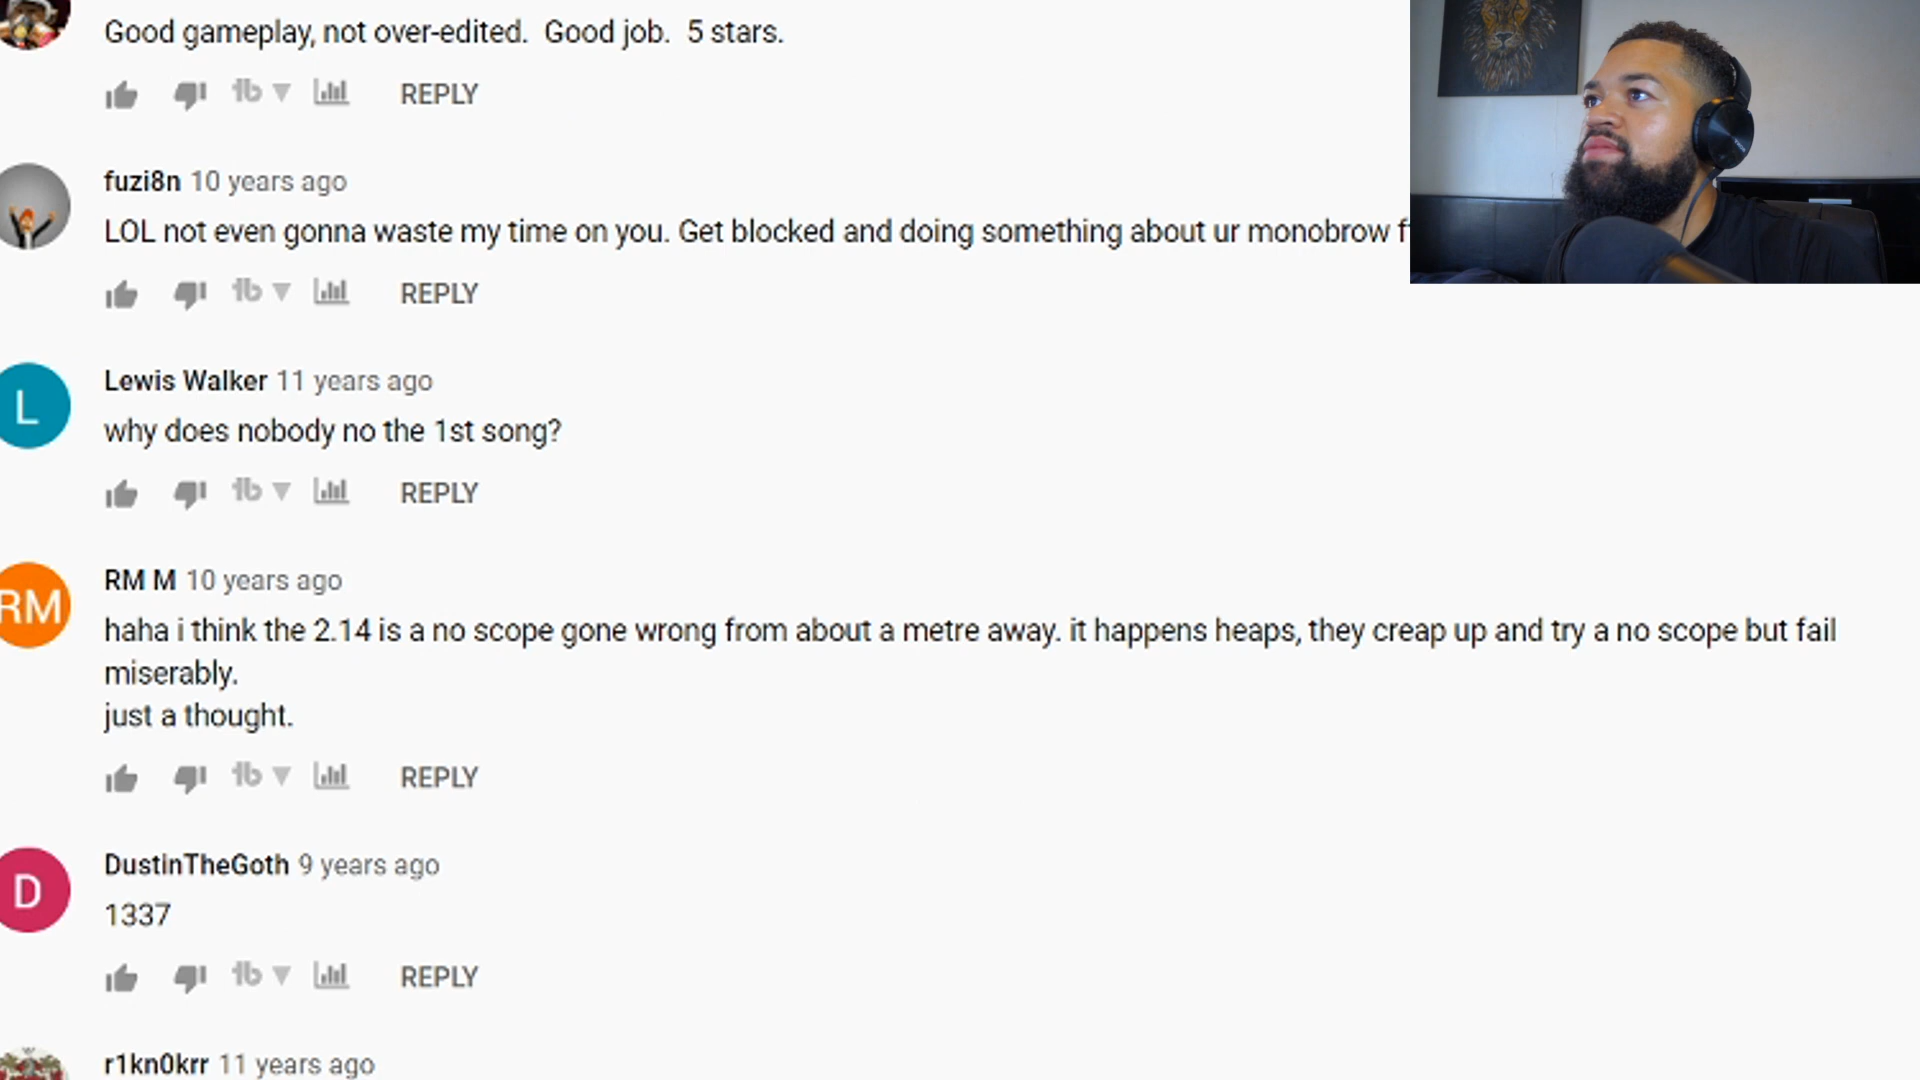 Good gameplay, not over-edited.  Good job.  5 stars.
REPLY
fuzi8n 10 years ago
LOL not even gonna waste my time on you. Get blocked and doing something about ur monobrow
REPLY
L
Lewis Walker 11 years ago
why does nobody no the 1st song?
REPLY
RM
RM M 10 years ago
haha i think the 2.14 is a no scope gone wrong from about a metre away. it happens heaps, they creap up and try a no scope but fail
miserably.
just a thought.
REPLY
D
DustinTheGoth 9 years ago
1337
REPLY
r1kn0krr 11 years ago